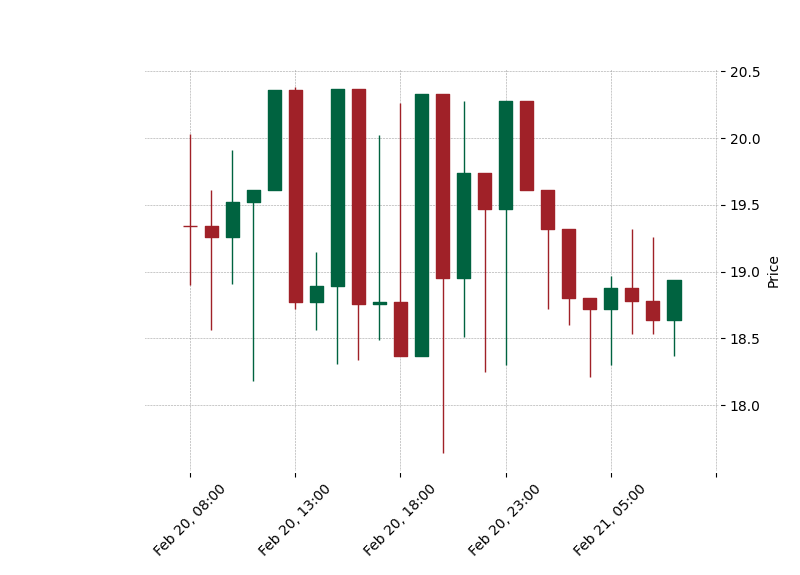 20.5
20.0
19.5
19.0
18.5
18.0
Price
Feb 20, 08:00
Feb 20, 13:00
Feb 20, 18:00
Feb 20, 23:00
Feb 21, 05:00